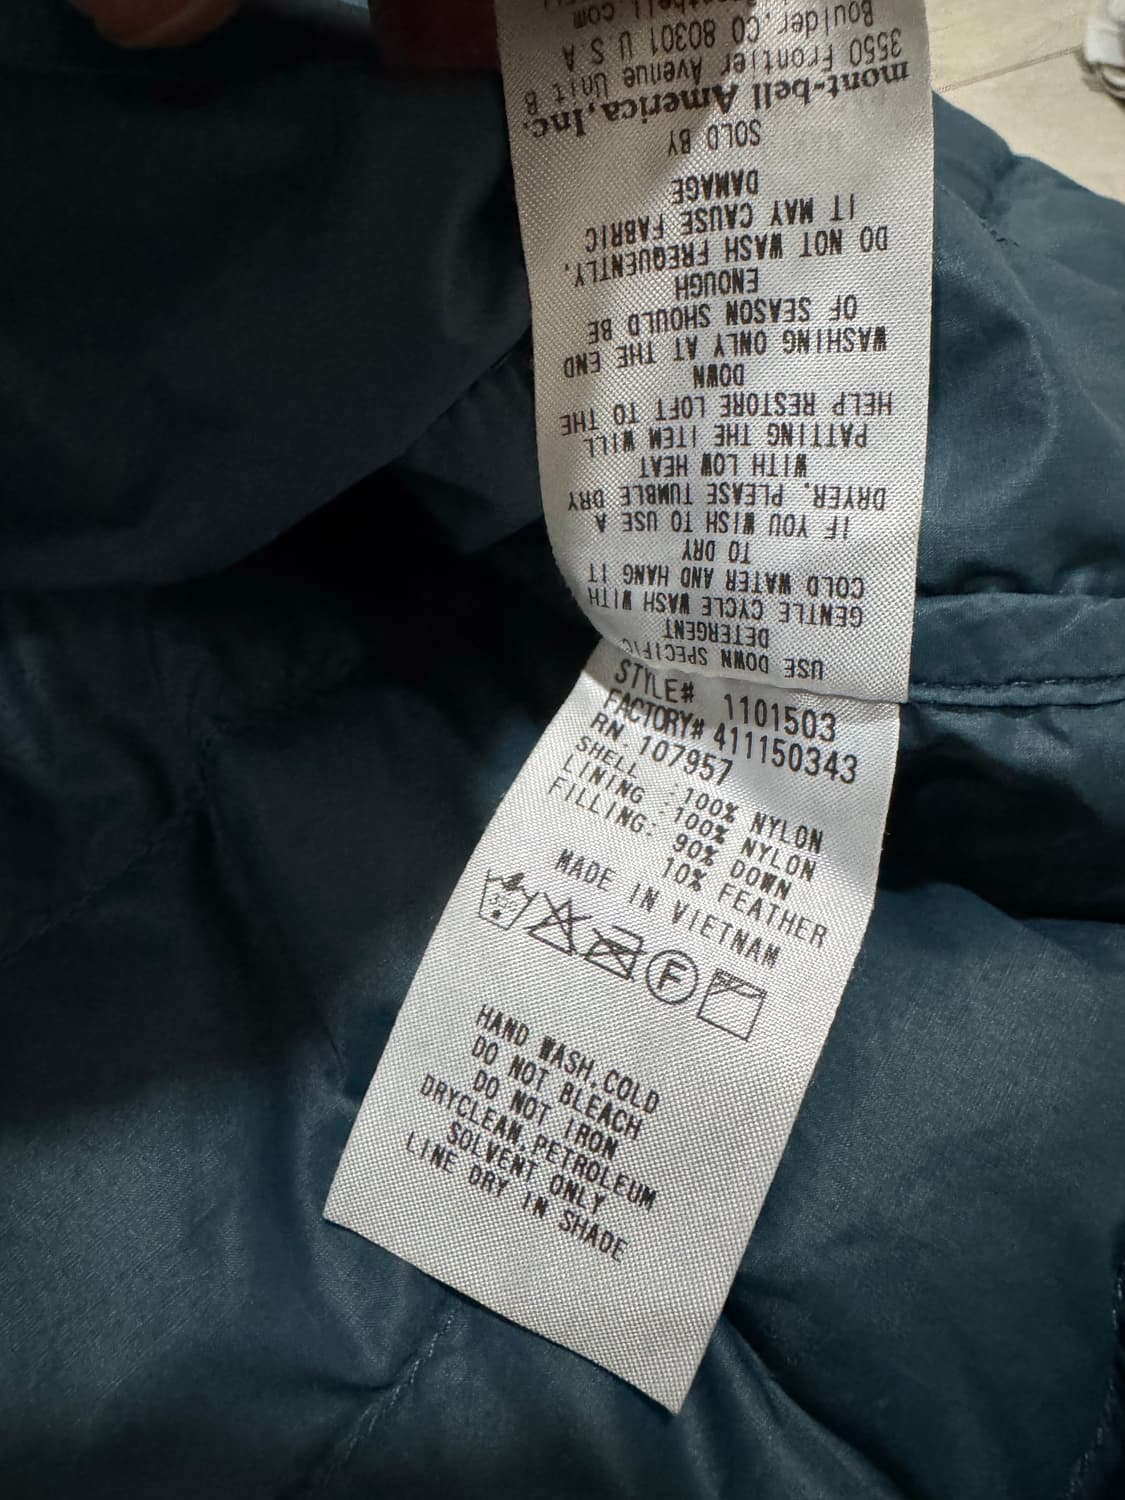 STYLE# 1101503
FACTORY# 411150343
RN: 107957
SHELL :100% NYLON
LINING :100% NYLON
FILLING: 90% DOWN
10% FEATHER
MADE IN VIETNAM
F
HAND WASH,COLD
DO NOT BLEACH
DO NOT IRON
DRYCLEAN,PETROLEUM
SOLVENT ONLY
LINE DRY IN SHADE
USE DOWN SPECIFIC
DETERGENT
GENTLE CYCLE WASH WITH
COLD WATER AND HANG IT
TO DRY
IF YOU WISH TO USE A
DRYER, PLEASE TUMBLE DRY
WITH LOW HEAT
PATTING THE ITEM WILL
HELP RESTORE LOFT TO THE
DOWN
WASHING ONLY AT THE END
OF SEASON SHOULD BE
ENOUGH
DO NOT WASH FREQUENTLY,
IT MAY CAUSE FABRIC
DAMAGE
SOLD BY
mont-bell America,Inc.
3550 Frontier Avenue Unit B
Boulder,CO 80301 U S A